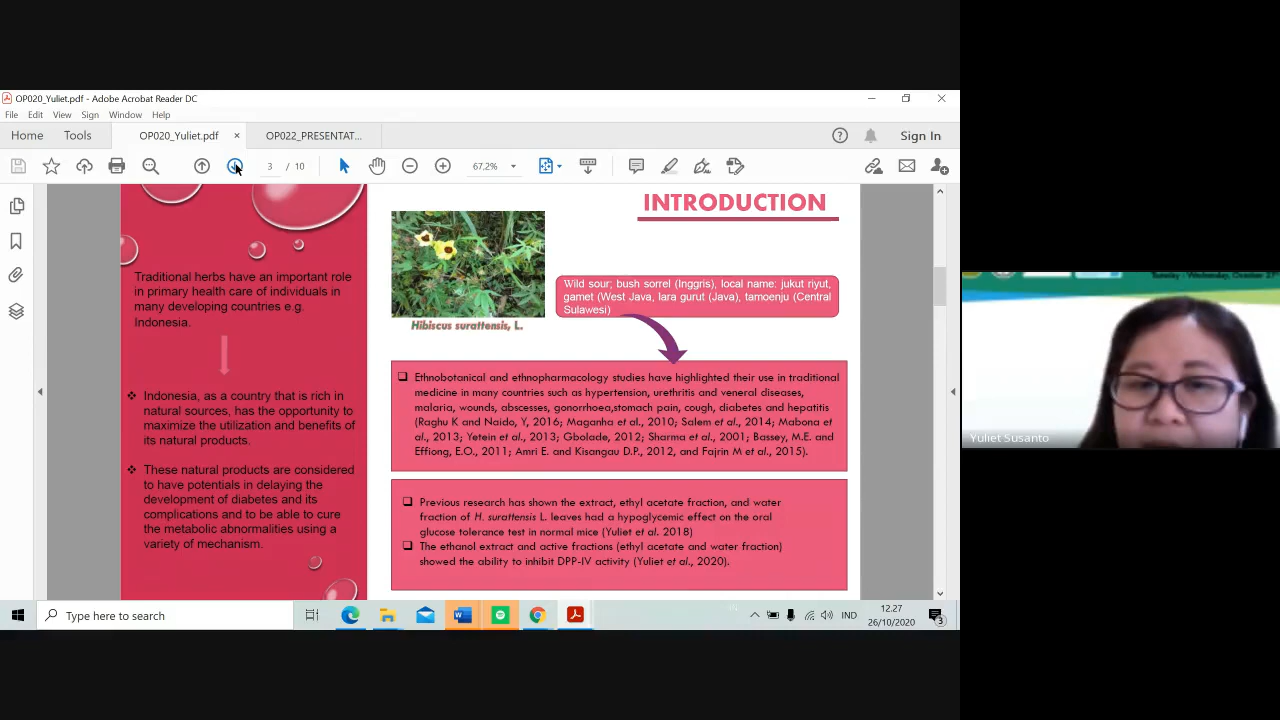 OP020_Yuliet.pdf - Adobe Acrobat Reader DC
File Edit View Sign Window Help
Home Tools OP020_Yuliet.pdf × OP022_PRESENTAT... Sign In
3 / 10 67,2%
INTRODUCTION
Traditional herbs have an important role
in primary health care of individuals in
many developing countries e.g.
Indonesia.
❖ Indonesia, as a country that is rich in
natural sources, has the opportunity to
maximize the utilization and benefits of
its natural products.
❖ These natural products are considered
to have potentials in delaying the
development of diabetes and its
complications and to be able to cure
the metabolic abnormalities using a
variety of mechanism.
Hibiscus surattensis, L.
Wild sour; bush sorrel (Inggris), local name: jukut riyut,
gamet (West Java, lara gurut (Java), tamoenju (Central
Sulawesi)
❑ Ethnobotanical and ethnopharmacology studies have highlighted their use in traditional
medicine in many countries such as hypertension, urethritis and veneral diseases,
malaria, wounds, abscesses, gonorrhoea,stomach pain, cough, diabetes and hepatitis
(Raghu K and Naido, Y, 2016; Maganha et al., 2010; Salem et al., 2014; Mabona et
al., 2013; Yetein et al., 2013; Gbolade, 2012; Sharma et al., 2001; Bassey, M.E. and
Effiong, E.O., 2011; Amri E. and Kisangau D.P., 2012, and Fajrin M et al., 2015).
❑ Previous research has shown the extract, ethyl acetate fraction, and water
fraction of H. surattensis L. leaves had a hypoglycemic effect on the oral
glucose tolerance test in normal mice (Yuliet et al. 2018)
❑ The ethanol extract and active fractions (ethyl acetate and water fraction)
showed the ability to inhibit DPP-IV activity (Yuliet et al., 2020).
Yuliet Susanto
Type here to search
IND
12.27
26/10/2020
3